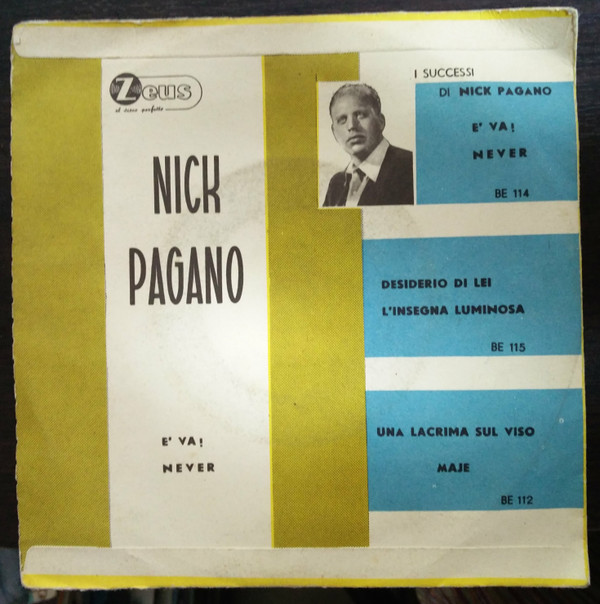 Zeus
il disco perfetto
NICK
PAGANO
E' VA!
NEVER
I SUCCESSI
DI NICK PAGANO
E' VA!
NEVER
BE 114
DESIDERIO DI LEI
L'INSEGNA LUMINOSA
BE 115
UNA LACRIMA SUL VISO
MAJE
BE 112